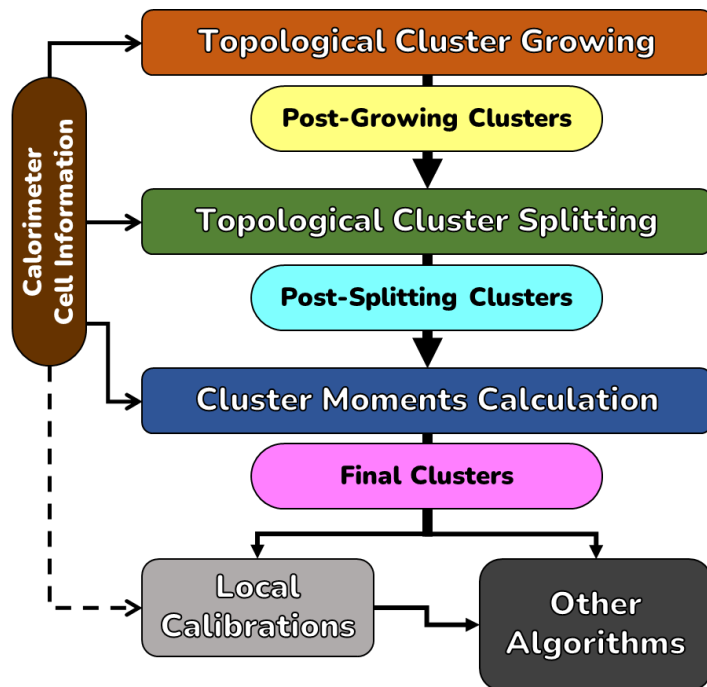 Topological Cluster Growing
Post-Growing Clusters
Calorimeter
Cell Information
Topological Cluster Splitting
Post-Splitting Clusters
Cluster Moments Calculation
Final Clusters
Local
Calibrations
Other
Algorithms